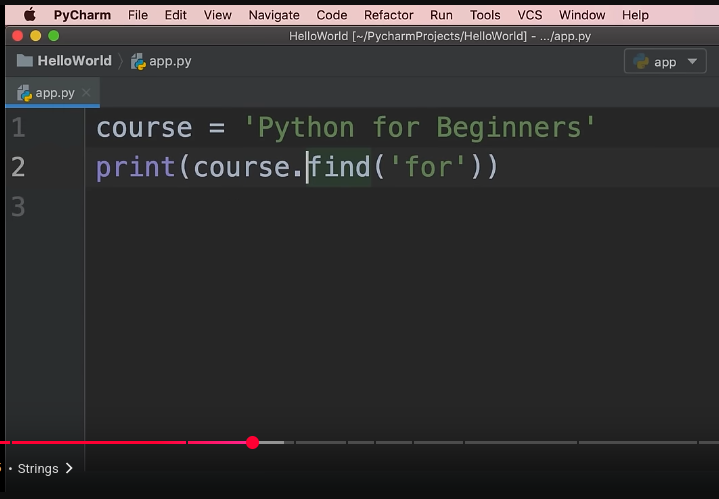 PyCharm File Edit View Navigate Code Refactor Run Tools VCS Window Help
HelloWorld [~/PycharmProjects/HelloWorld] - .../app.py
HelloWorld app.py app
app.py
1 course = 'Python for Beginners'
2 print(course.find('for'))
3
• Strings